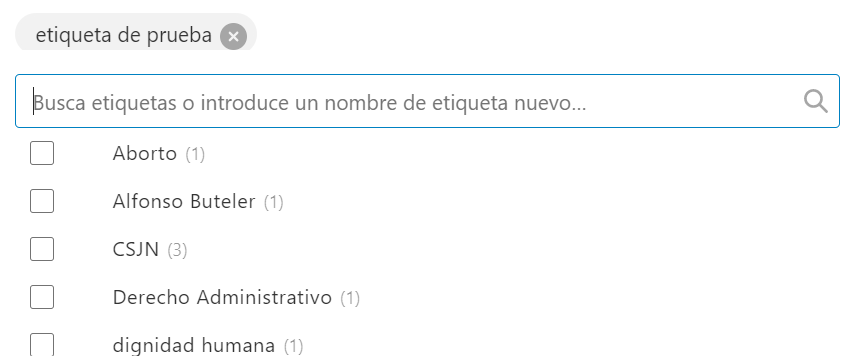 etiqueta de prueba
Busca etiquetas o introduce un nombre de etiqueta nuevo...
Aborto (1)
Alfonso Buteler (1)
CSJN (3)
Derecho Administrativo (1)
dignidad humana (1)